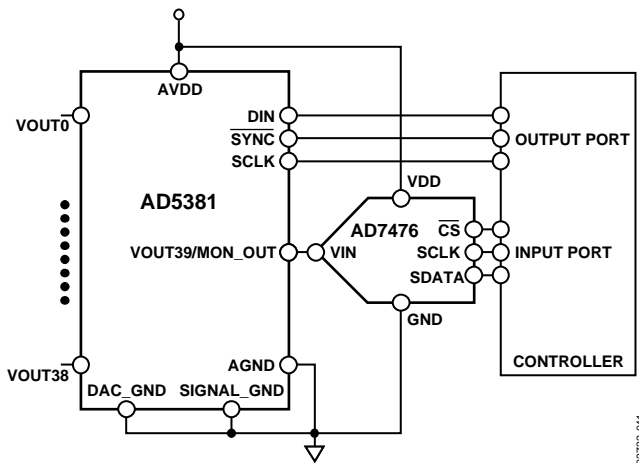 AVDD
VOUT0
DIN
SYNC
SCLK
OUTPUT PORT
VDD
AD5381
AD7476
CS
VOUT39/MON_OUT
VIN
SCLK
INPUT PORT
SDATA
GND
AGND
CONTROLLER
VOUT38
DAC_GND
SIGNAL_GND